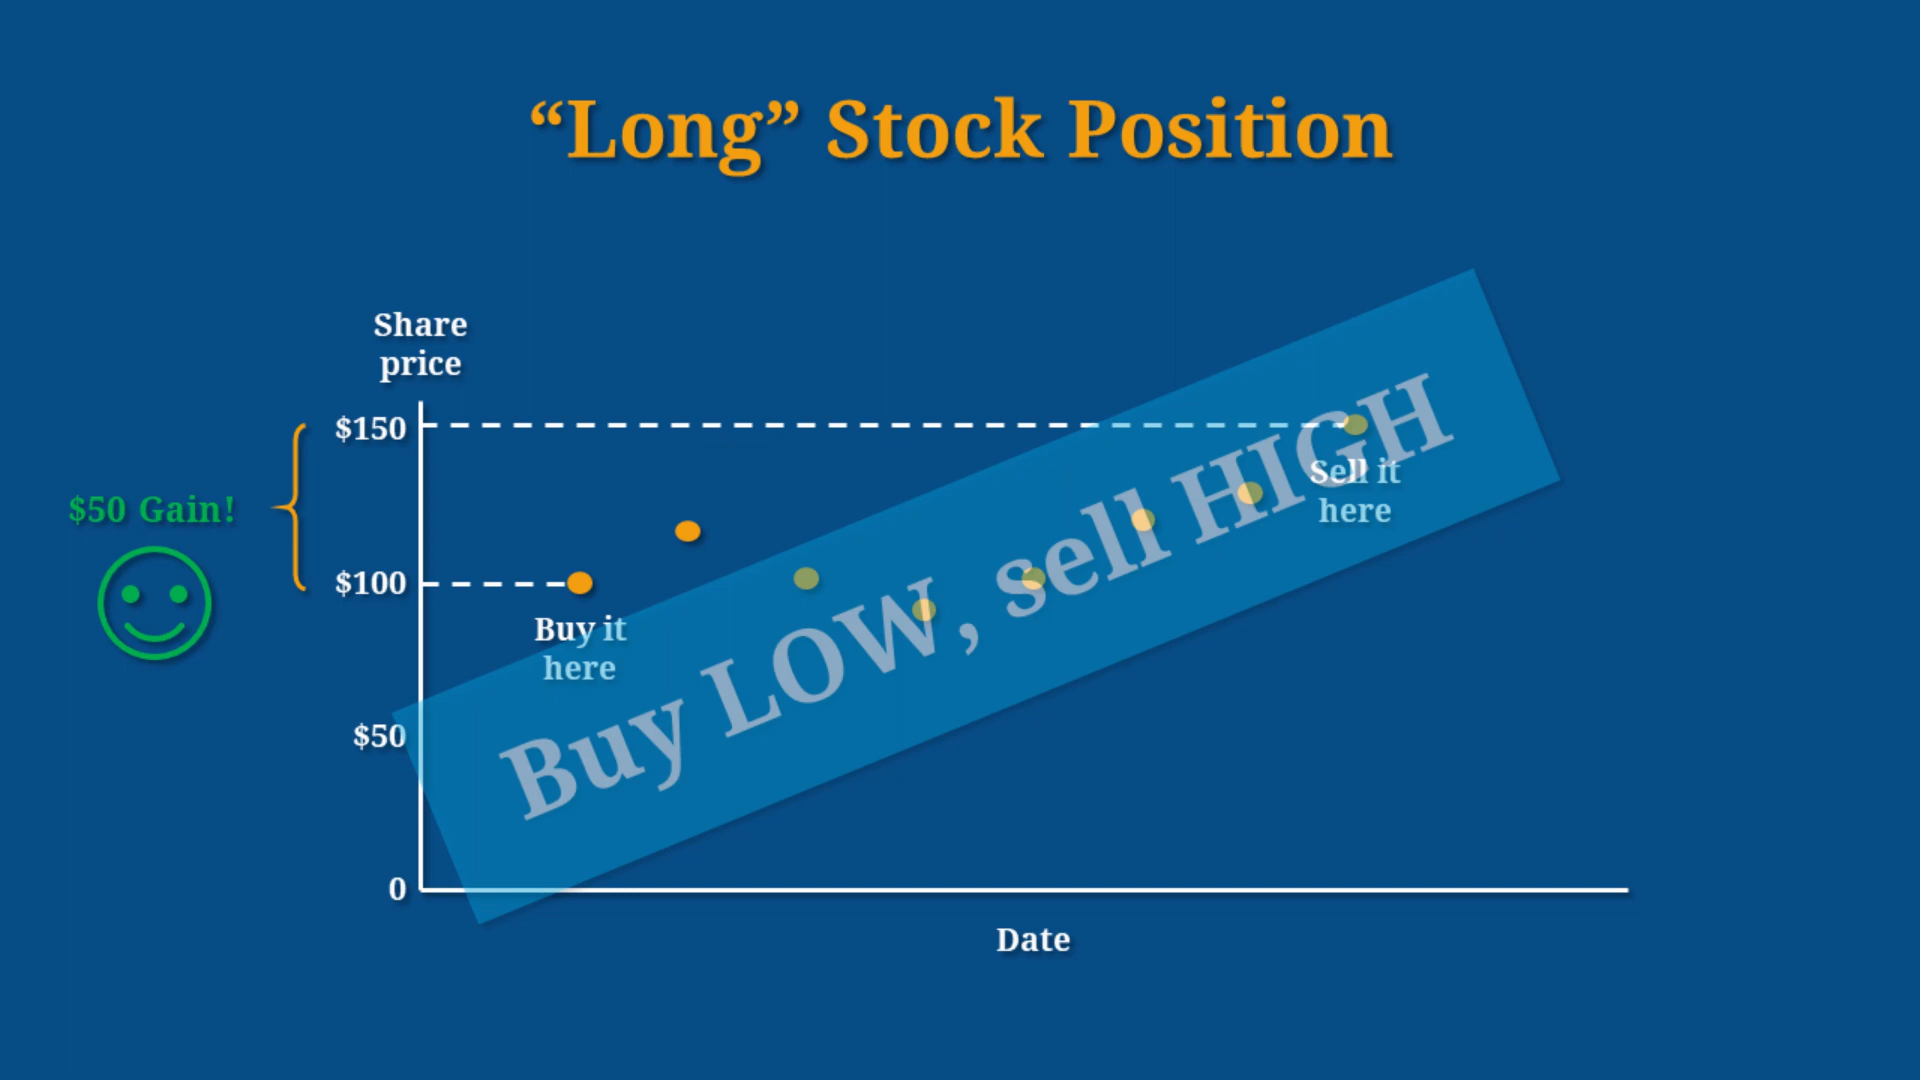 “Long” Stock Position
Share
price
$150
$100
$50
0
$50 Gain!
Buy it
here
Sell it
here
Buy LOW, sell HIGH
Date